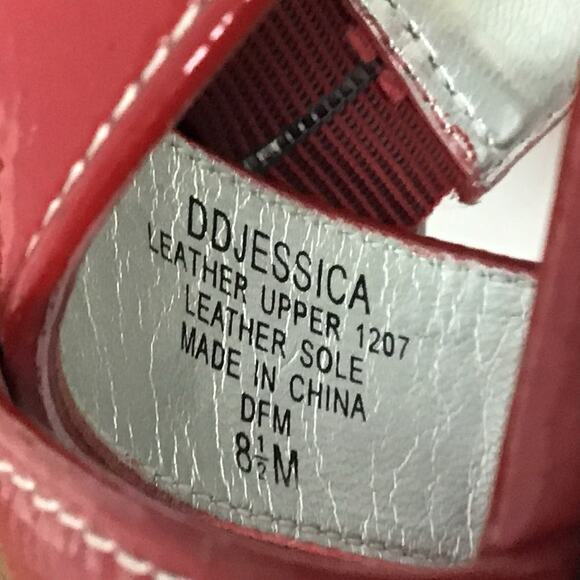 DDJESSICA
LEATHER UPPER 1207
LEATHER SOLE
MADE IN CHINA
DFM
8½M